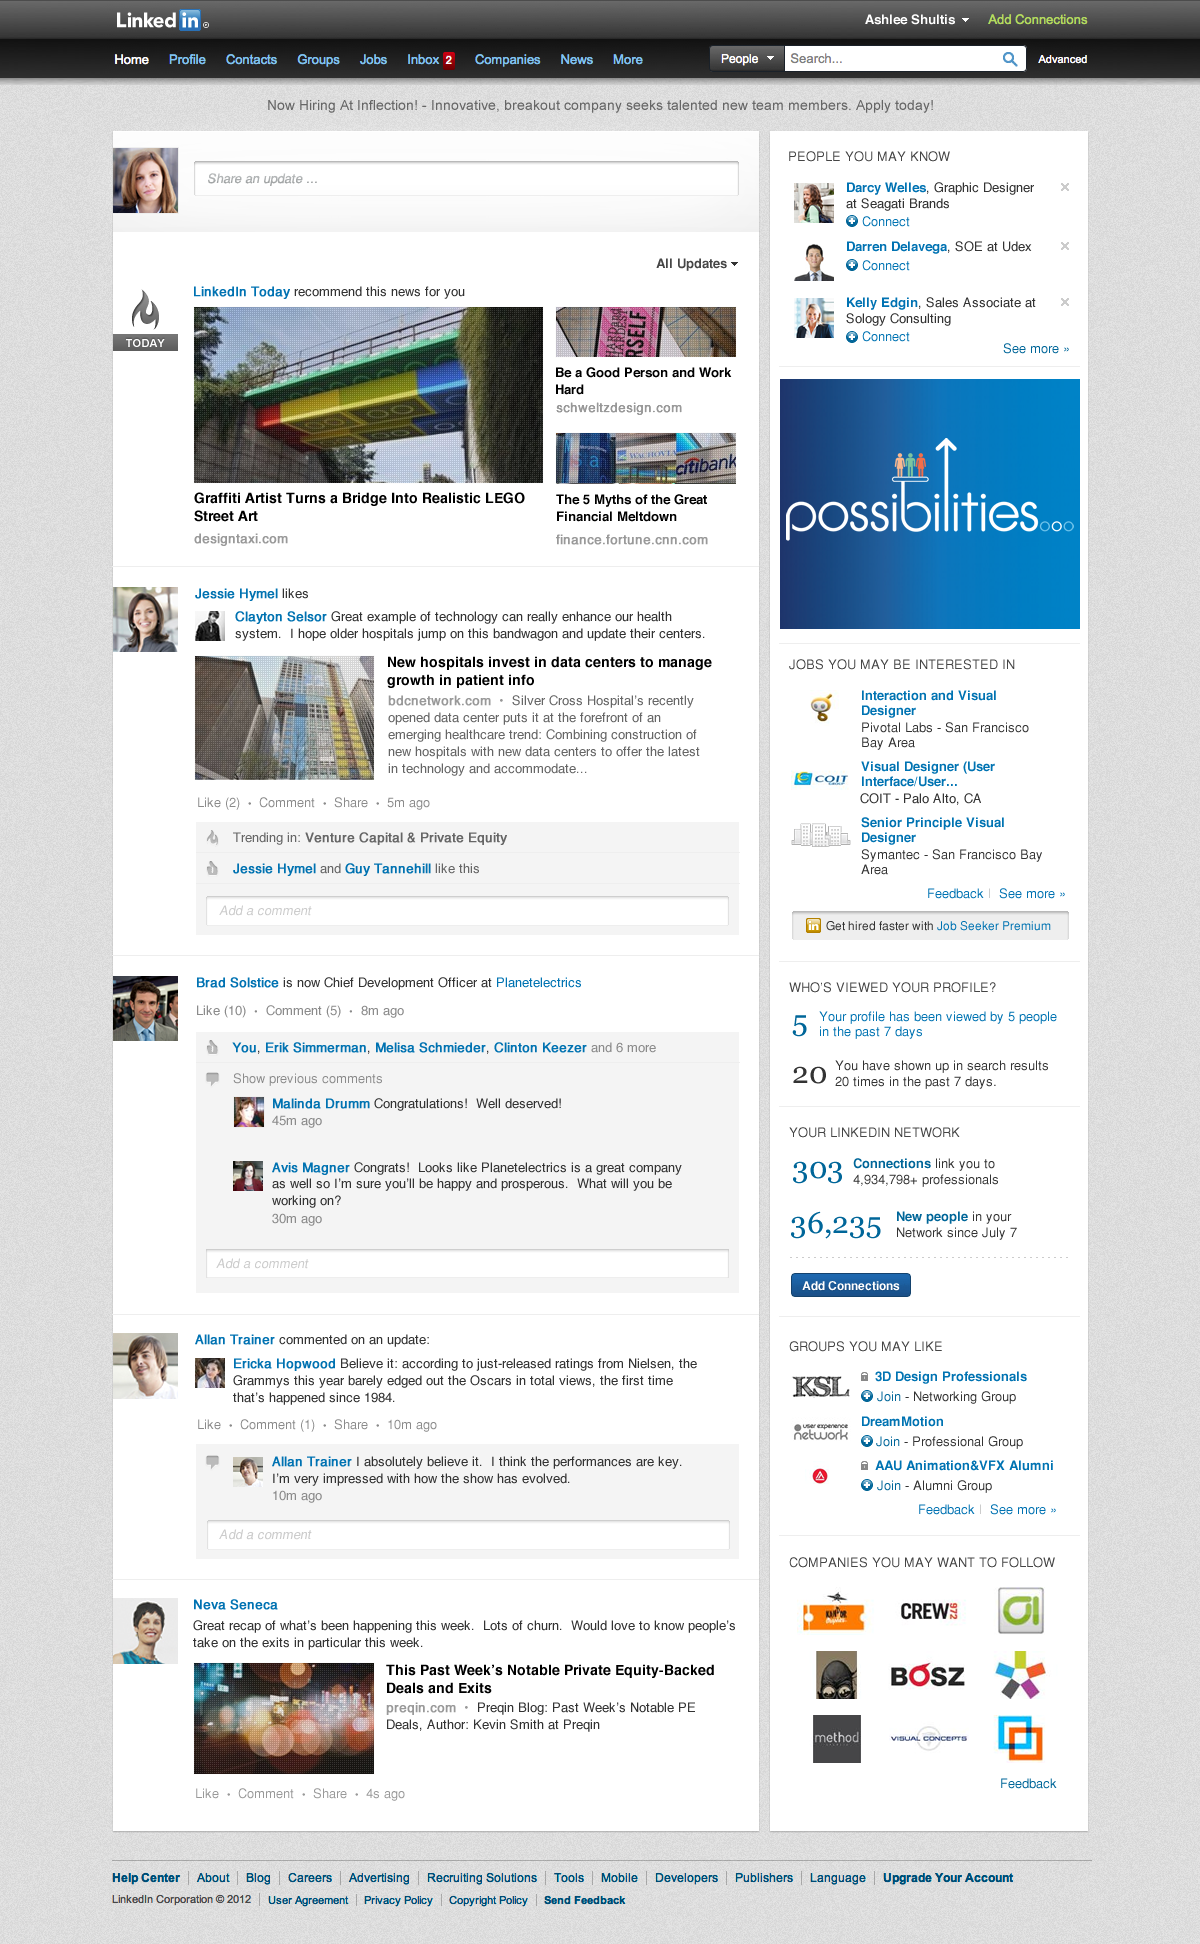 Linked in
Ashlee Shultis
Add Connections
Home Profile Contacts Groups Jobs Inbox 2 Companies News More
People Search... Advanced
Now Hiring At Inflection! - Innovative, breakout company seeks talented new team members. Apply today!
Share an update ...
All Updates
TODAY
LinkedIn Today recommend this news for you
Graffiti Artist Turns a Bridge Into Realistic LEGO
Street Art
designtaxi.com
HARD
ERSELF
Be a Good Person and Work
Hard
schweltzdesign.com
WACHOVIA
citibank
The 5 Myths of the Great
Financial Meltdown
finance.fortune.cnn.com
Jessie Hymel likes
Clayton Selsor Great example of technology can really enhance our health
system. I hope older hospitals jump on this bandwagon and update their centers.
New hospitals invest in data centers to manage
growth in patient info
bdcnetwork.com • Silver Cross Hospital's recently
opened data center puts it at the forefront of an
emerging healthcare trend: Combining construction of
new hospitals with new data centers to offer the latest
in technology and accommodate...
Like (2) • Comment • Share • 5m ago
Trending in: Venture Capital & Private Equity
Jessie Hymel and Guy Tannehill like this
Add a comment
Brad Solstice is now Chief Development Officer at Planetelectrics
Like (10) • Comment (5) • 8m ago
You, Erik Simmerman, Melisa Schmieder, Clinton Keezer and 6 more
Show previous comments
Malinda Drumm Congratulations! Well deserved!
45m ago
Avis Magner Congrats! Looks like Planetelectrics is a great company
as well so I'm sure you'll be happy and prosperous. What will you be
working on?
30m ago
Add a comment
Allan Trainer commented on an update:
Ericka Hopwood Believe it: according to just-released ratings from Nielsen, the
Grammys this year barely edged out the Oscars in total views, the first time
that's happened since 1984.
Like • Comment (1) • Share • 10m ago
Allan Trainer I absolutely believe it. I think the performances are key.
I'm very impressed with how the show has evolved.
10m ago
Add a comment
Neva Seneca
Great recap of what's been happening this week. Lots of churn. Would love to know people's
take on the exits in particular this week.
This Past Week's Notable Private Equity-Backed
Deals and Exits
preqin.com • Preqin Blog: Past Week's Notable PE
Deals, Author: Kevin Smith at Preqin
Like • Comment • Share • 4s ago
PEOPLE YOU MAY KNOW
Darcy Welles, Graphic Designer
at Seagati Brands
Connect
Darren Delavega, SOE at Udex
Connect
Kelly Edgin, Sales Associate at
Sology Consulting
Connect
See more »
possibilities...
JOBS YOU MAY BE INTERESTED IN
Interaction and Visual
Designer
Pivotal Labs - San Francisco
Bay Area
COIT
Visual Designer (User
Interface/User...
COIT - Palo Alto, CA
Senior Principle Visual
Designer
Symantec - San Francisco Bay
Area
Feedback | See more »
in Get hired faster with Job Seeker Premium
WHO'S VIEWED YOUR PROFILE?
5 Your profile has been viewed by 5 people
in the past 7 days
20 You have shown up in search results
20 times in the past 7 days.
YOUR LINKEDIN NETWORK
303 Connections link you to
4,934,798+ professionals
36,235 New people in your
Network since July 7
Add Connections
GROUPS YOU MAY LIKE
KSL
3D Design Professionals
Join - Networking Group
user experience
network
DreamMotion
Join - Professional Group
AAU Animation&VFX Alumni
Join - Alumni Group
Feedback | See more »
COMPANIES YOU MAY WANT TO FOLLOW
CREW 972
BOSZ
method
VISUAL CONCEPTS
Feedback
Help Center | About | Blog | Careers | Advertising | Recruiting Solutions | Tools | Mobile | Developers | Publishers | Language | Upgrade Your Account
LinkedIn Corporation © 2012 | User Agreement | Privacy Policy | Copyright Policy | Send Feedback